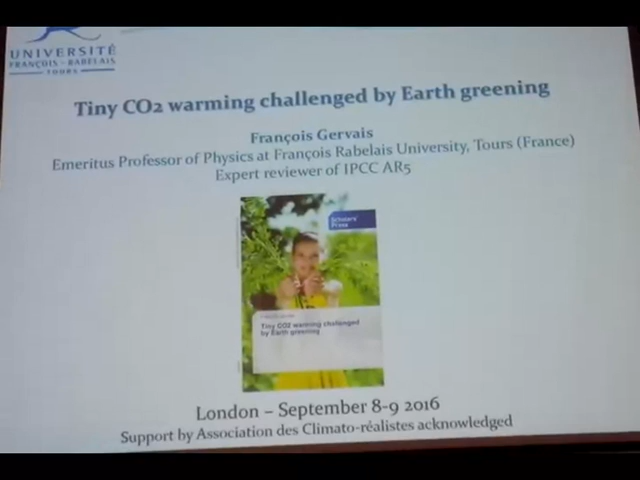 UNIVERSITÉ
FRANÇOIS - RABELAIS
TOURS
Tiny CO2 warming challenged by Earth greening
François Gervais
Emeritus Professor of Physics at François Rabelais University, Tours (France)
Expert reviewer of IPCC AR5
Scholars'
Press
Tiny CO2 warming challenged
by Earth greening
London – September 8-9 2016
Support by Association des Climato-réalistes acknowledged